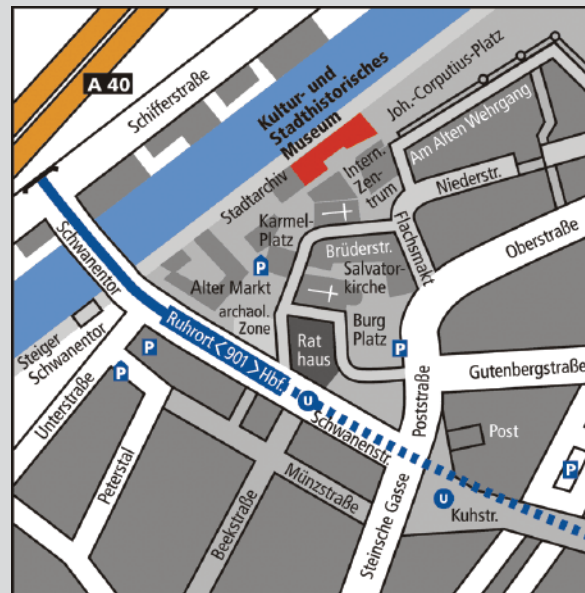 A 40
Schifferstraße
Kultur- und
Stadthistorisches
Museum
Joh.-Corputius-Platz
Am Alten Wehrgang
Stadtarchiv
Intern.
Zen-
trum
Niederstr.
Karmel-
Platz
Flachsmakt
Oberstraße
Schwanentor
Brüderstr.
Salvator-
kirche
P
Alter Markt
archäol.
Zone
Burg
Platz
Rat
haus
P
Steiger
Schwanentor
Ruhrort <901> Hbf.
P
P
Unterstraße
U
Schwanenstr.
Poststraße
Gutenbergstraße
Post
Peterstal
Münzstraße
Beekstraße
Steinsche Gasse
U
Kuhstr.
P